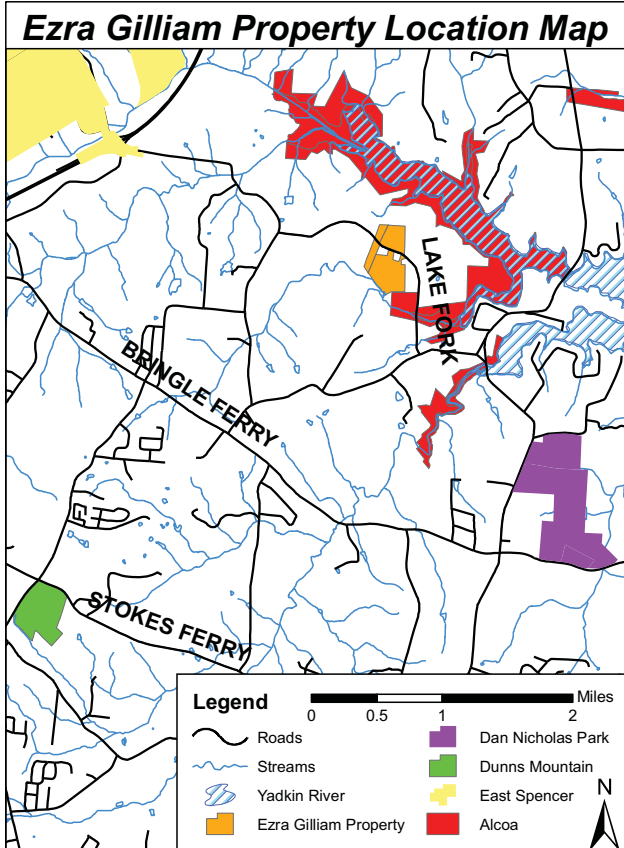 Ezra Gilliam Property Location Map
LAKE FORK
BRINGLE FERRY
STOKES FERRY
Legend
Miles
0 0.5 1 2
Roads
Streams
Yadkin River
Ezra Gilliam Property
Dan Nicholas Park
Dunns Mountain
East Spencer
Alcoa
N